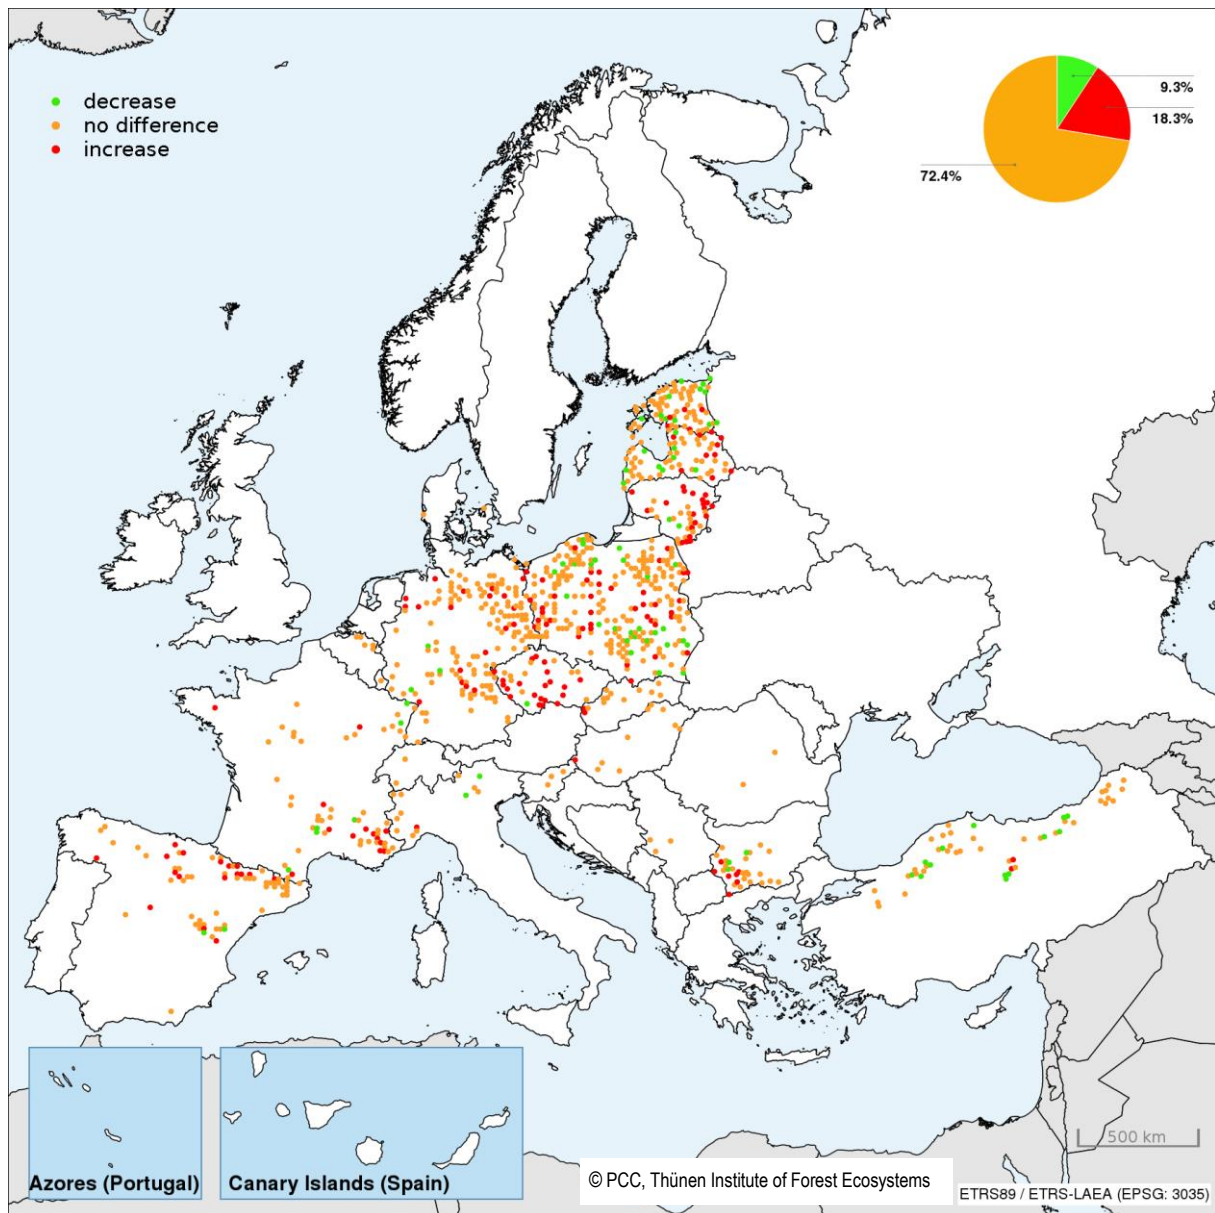 decrease
no difference
increase
9.3%
18.3%
72.4%
500 km
Azores (Portugal)
Canary Islands (Spain)
© PCC, Thünen Institute of Forest Ecosystems
ETRS89 / ETRS-LAEA (EPSG: 3035)